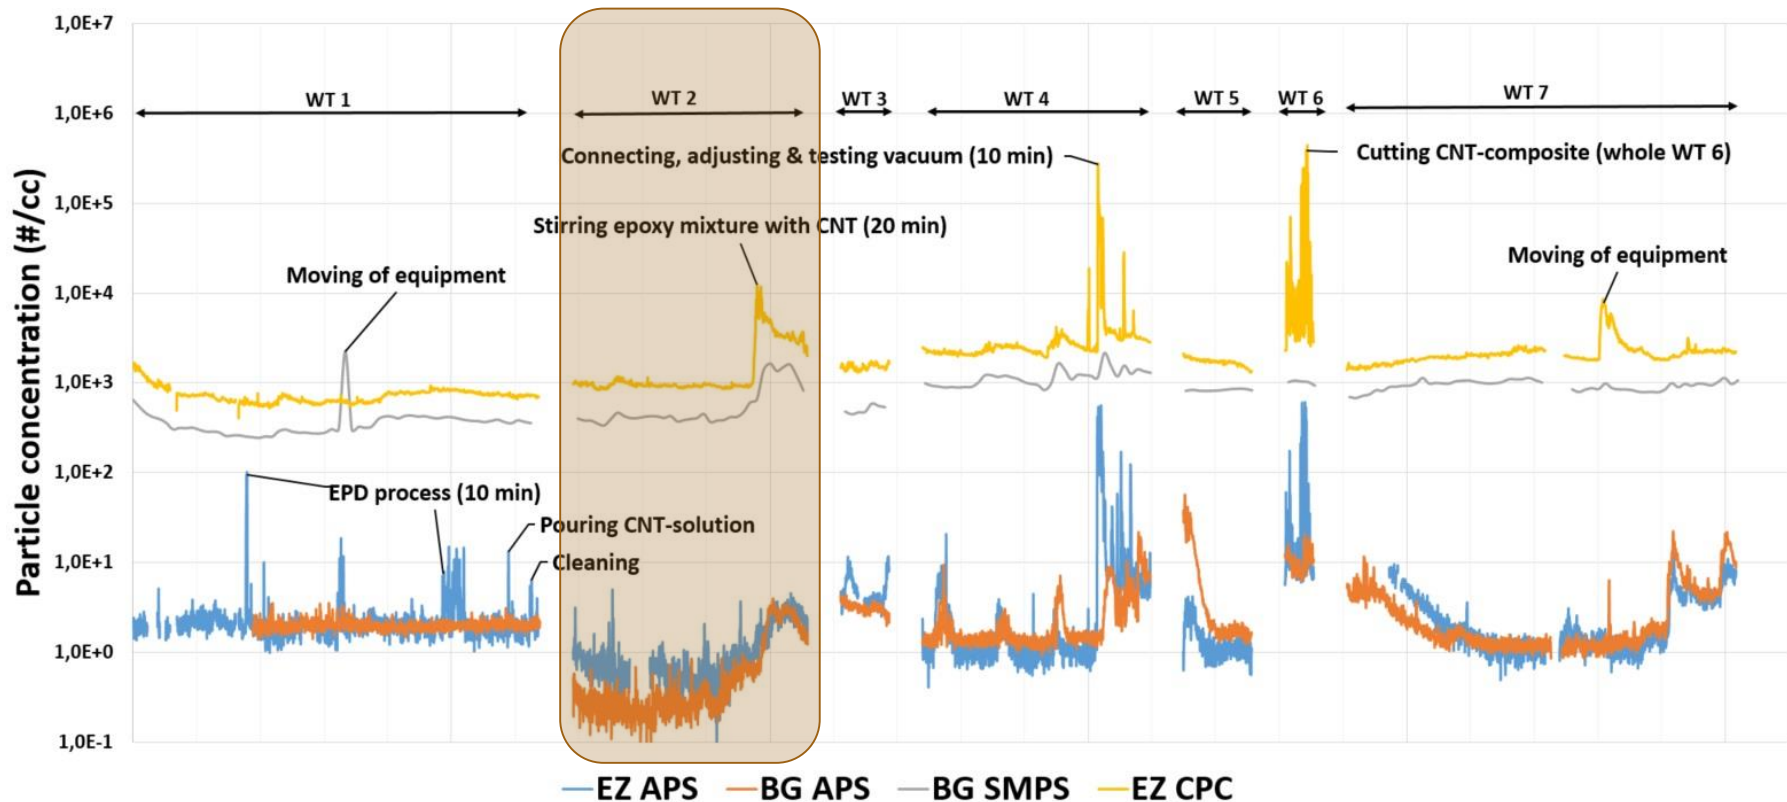 Particle concentration (#/cc)
1,0E+7
1,0E+6
1,0E+5
1,0E+4
1,0E+3
1,0E+2
1,0E+1
1,0E+0
1,0E-1
WT 1
WT 2
WT 3
WT 4
WT 5
WT 6
WT 7
Connecting, adjusting & testing vacuum (10 min)
Cutting CNT-composite (whole WT 6)
Stirring epoxy mixture with CNT (20 min)
Moving of equipment
Moving of equipment
EPD process (10 min)
Pouring CNT-solution
Cleaning
EZ APS
BG APS
BG SMPS
EZ CPC